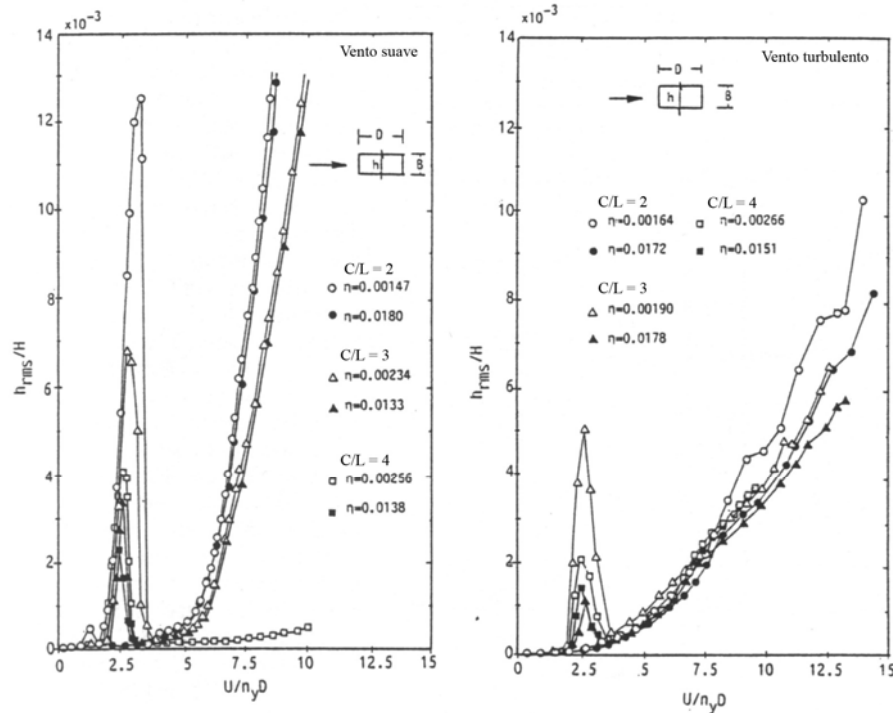 x10⁻³
14
12
10
8
6
4
2
0
h_rms/H
Vento suave
D
h
B
C/L = 2
η=0.00147
η=0.0180
C/L = 3
η=0.00234
η=0.0133
C/L = 4
η=0.00256
η=0.0138
0
2.5
5
7.5
10
12.5
15
U/n_yD
x10⁻³
14
12
10
8
6
4
2
0
h_rms/H
Vento turbulento
D
h
B
C/L = 2
η=0.00164
η=0.0172
C/L = 4
η=0.00266
η=0.0151
C/L = 3
η=0.00190
η=0.0178
0
2.5
5
7.5
10
12.5
15
U/n_yD